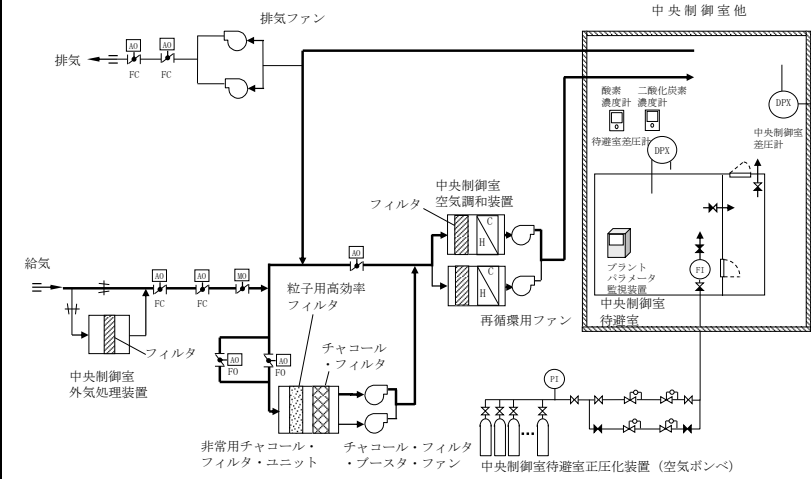 中央制御室他
排気ファン
AO
AO
排気
FC
FC
酸素
濃度計
二酸化炭素
濃度計
DPX
中央制御室
差圧計
待避室差圧計
DPX
中央制御室
空気調和装置
フィルタ
C
H
C
H
再循環用ファン
プラント
パラメータ
監視装置
FI
中央制御室
待避室
給気
AO
AO
MO
FC
FC
AO
粒子用高効率
フィルタ
フィルタ
中央制御室
外気処理装置
AO
FO
AO
FO
チャコール
・フィルタ
非常用チャコール・
フィルタ・ユニット
チャコール・フィルタ
・ブースタ・ファン
PI
中央制御室待避室正圧化装置（空気ボンベ）